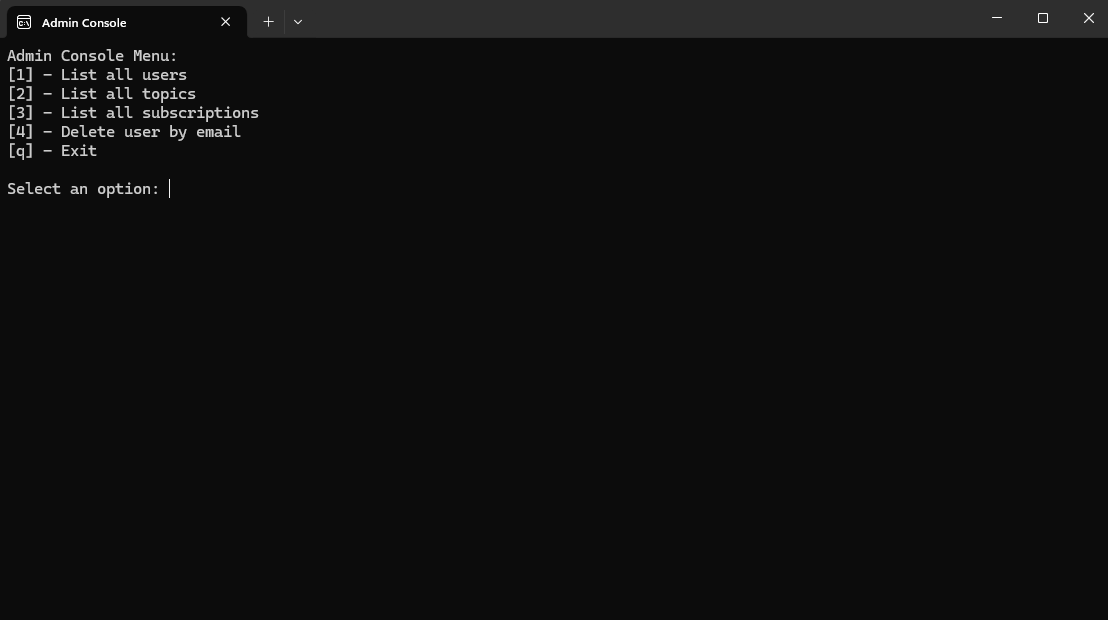 Admin Console
Admin Console Menu:
[1] - List all users
[2] - List all topics
[3] - List all subscriptions
[4] - Delete user by email
[q] - Exit
Select an option: